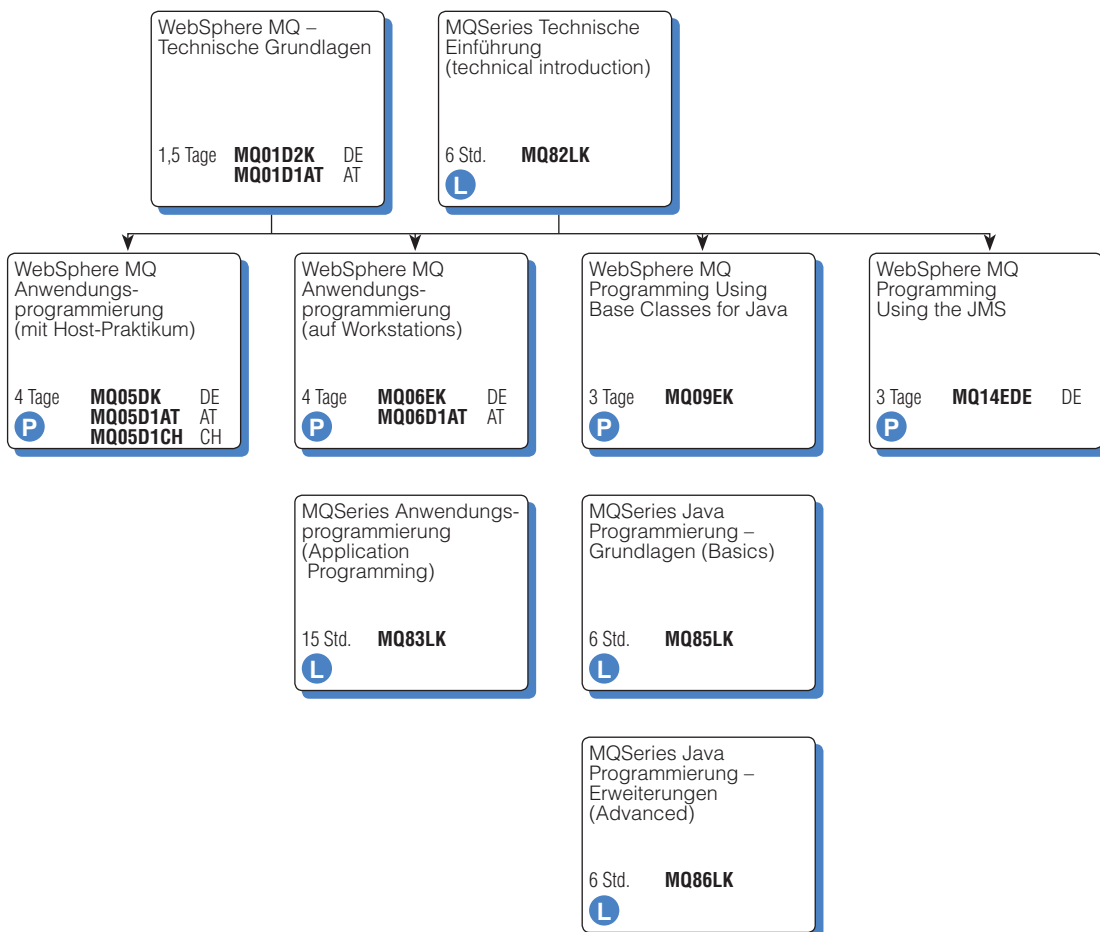 WebSphere MQ –
Technische Grundlagen
1,5 Tage MQ01D2K DE
MQ01D1AT AT
MQSeries Technische
Einführung
(technical introduction)
6 Std. MQ82LK
L
WebSphere MQ
Anwendungs-
programmierung
(mit Host-Praktikum)
4 Tage MQ05DK DE
P MQ05D1AT AT
MQ05D1CH CH
WebSphere MQ
Anwendungs-
programmierung
(auf Workstations)
4 Tage MQ06EK DE
P MQ06D1AT AT
WebSphere MQ
Programming Using
Base Classes for Java
3 Tage MQ09EK
P
WebSphere MQ
Programming
Using the JMS
3 Tage MQ14EDE DE
P
MQSeries Anwendungs-
programmierung
(Application
Programming)
15 Std. MQ83LK
L
MQSeries Java
Programmierung –
Grundlagen (Basics)
6 Std. MQ85LK
L
MQSeries Java
Programmierung –
Erweiterungen
(Advanced)
6 Std. MQ86LK
L